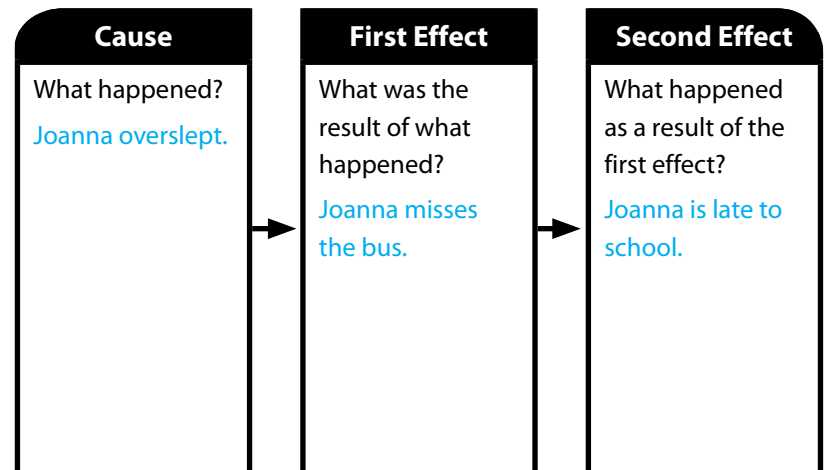 Cause
What happened?
Joanna overslept.
First Effect
What was the
result of what
happened?
Joanna misses
the bus.
Second Effect
What happened
as a result of the
first effect?
Joanna is late to
school.